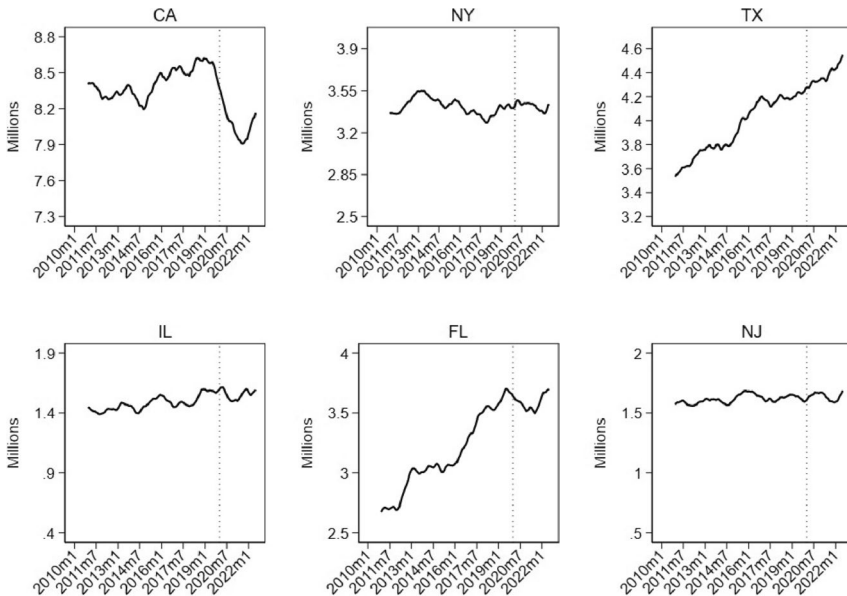 CA
8.8
8.5
8.2
7.9
7.6
7.3
Millions
2010m1
2011m7
2013m1
2014m7
2016m1
2017m7
2019m1
2020m7
2022m1
NY
3.9
3.55
3.2
2.85
2.5
2010m1
2011m7
2013m1
2014m7
2016m1
2017m7
2019m1
2020m7
2022m1
TX
4.6
4.4
4.2
4
3.8
3.6
3.4
3.2
Millions
2010m1
2011m7
2013m1
2014m7
2016m1
2017m7
2019m1
2020m7
2022m1
IL
1.9
1.4
.9
.4
Millions
2010m1
2011m7
2013m1
2014m7
2016m1
2017m7
2019m1
2020m7
2022m1
FL
4
3.5
3
2.5
Millions
2010m1
2011m7
2013m1
2014m7
2016m1
2017m7
2019m1
2020m7
2022m1
NJ
2
1.5
1
.5
Millions
2010m1
2011m7
2013m1
2014m7
2016m1
2017m7
2019m1
2020m7
2022m1